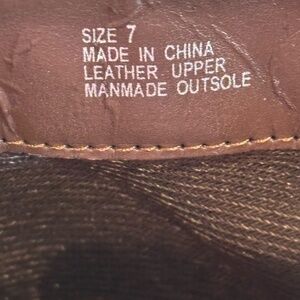 SIZE 7
MADE IN CHINA
LEATHER UPPER
MANMADE OUTSOLE